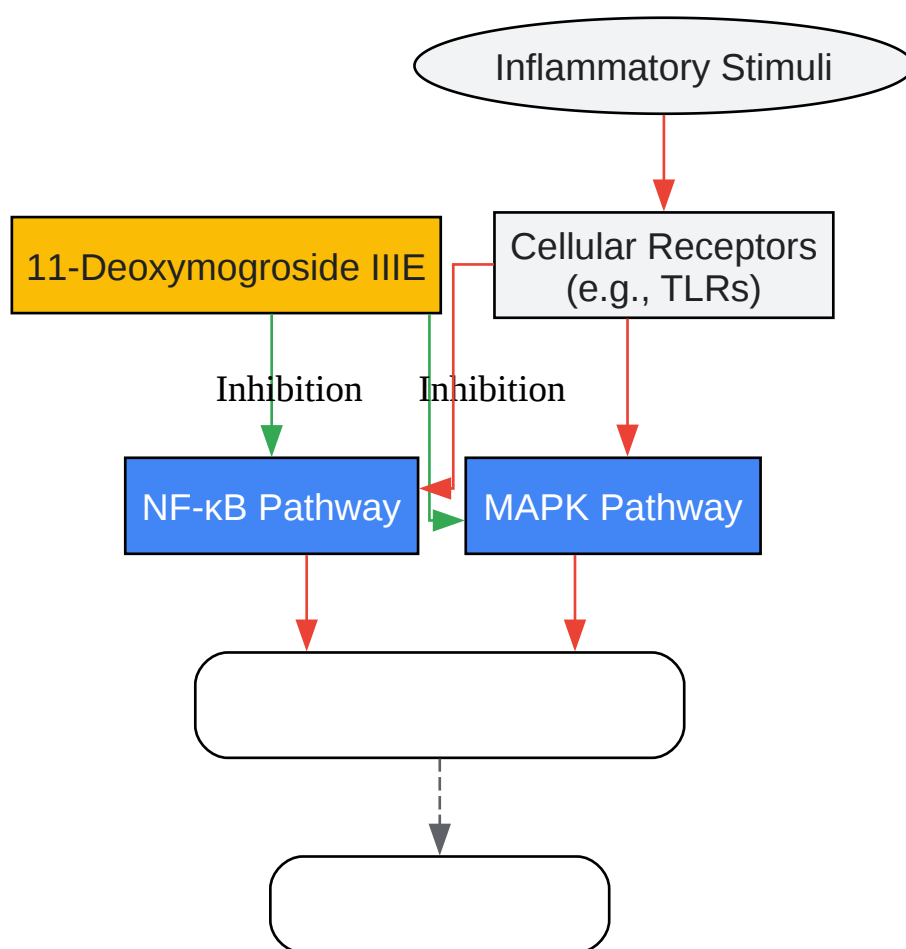 Inflammatory Stimuli
11-Deoxymogroside IIIE
Cellular Receptors
(e.g., TLRs)
Inhibition
Inhibition
NF-κB Pathway
MAPK Pathway